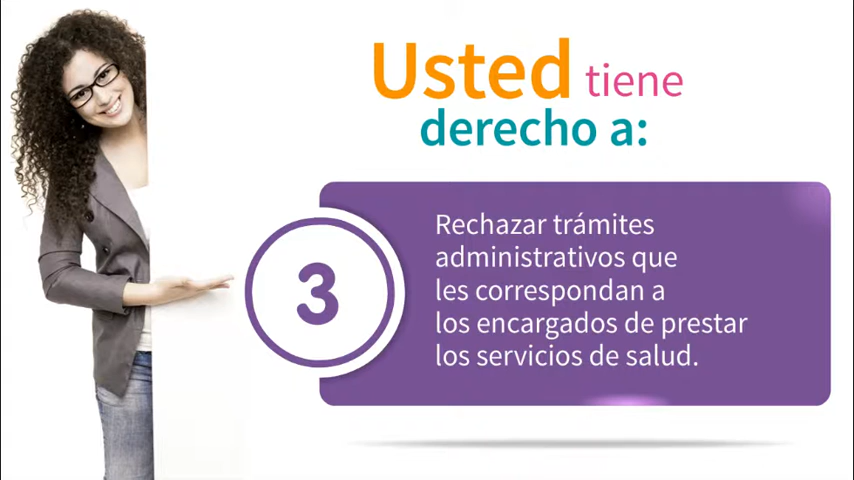 Usted tiene
derecho a:
3
Rechazar trámites
administrativos que
les correspondan a
los encargados de prestar
los servicios de salud.